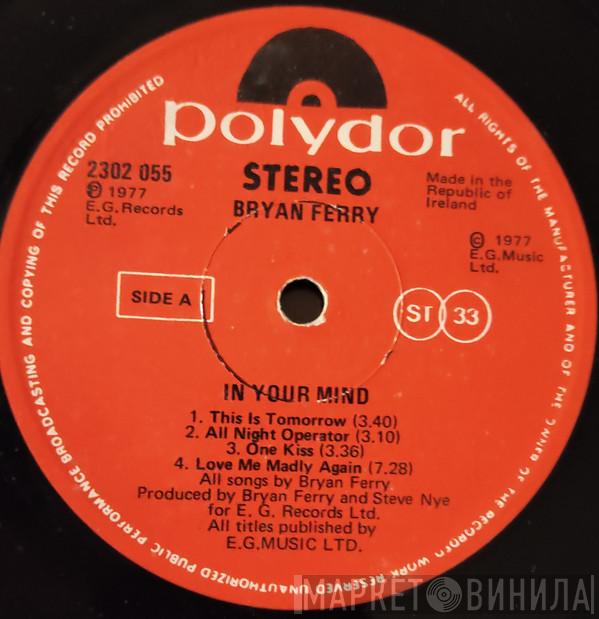 polydor
2302 055
STEREO
Made in the
Republic of
Ireland
℗ 1977
E.G. Records
Ltd.
BRYAN FERRY
© 1977
E.G.Music
Ltd.
SIDE A
ST 33
IN YOUR MIND
1. This Is Tomorrow (3.40)
2. All Night Operator (3.10)
3. One Kiss (3.36)
4. Love Me Madly Again (7.28)
All songs by Bryan Ferry
Produced by Bryan Ferry and Steve Nye
for E. G. Records Ltd.
All titles published by
E.G.MUSIC LTD.
ALL RIGHTS OF THE MANUFACTURER AND OF THE OWNER OF THE RECORDED WORK RESERVED UNAUTHORIZED PUBLIC PERFORMANCE BROADCASTING AND COPYING OF THIS RECORD PROHIBITED
МАРКЕТ ВИНИЛА